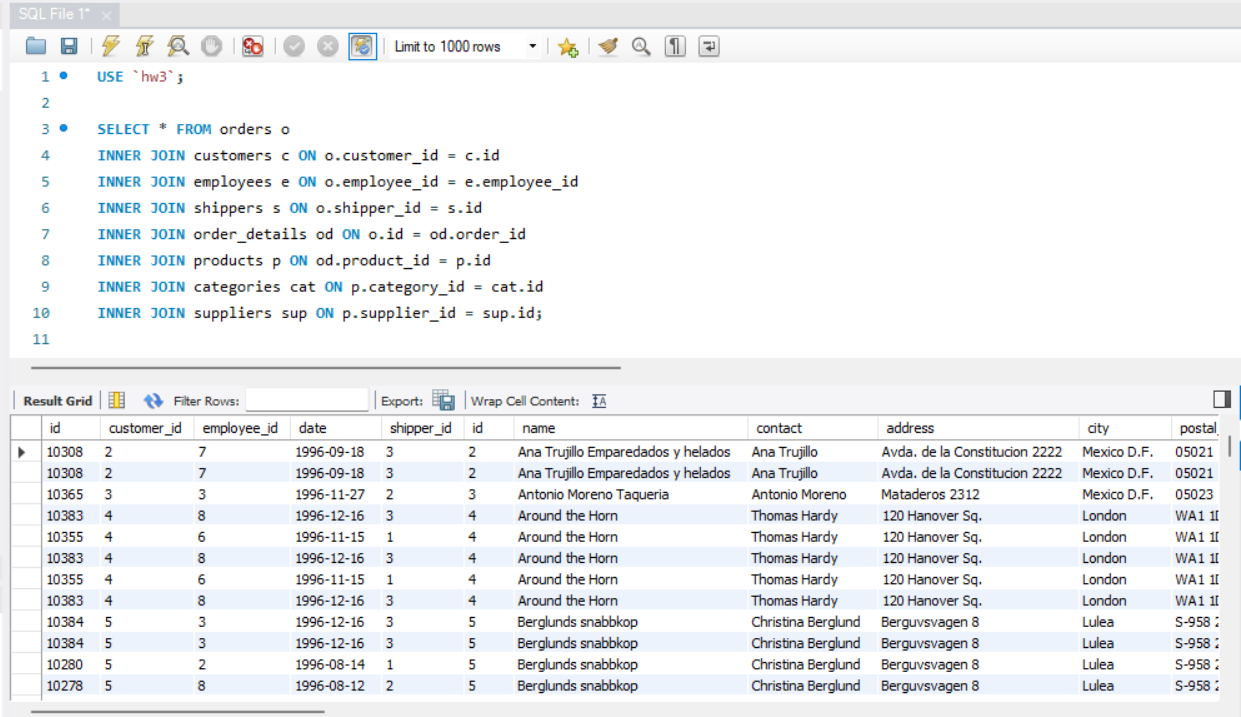 SQL File 1*
Limit to 1000 rows
1 USE `hw3`;
2
3 SELECT * FROM orders o
4 INNER JOIN customers c ON o.customer_id = c.id
5 INNER JOIN employees e ON o.employee_id = e.employee_id
6 INNER JOIN shippers s ON o.shipper_id = s.id
7 INNER JOIN order_details od ON o.id = od.order_id
8 INNER JOIN products p ON od.product_id = p.id
9 INNER JOIN categories cat ON p.category_id = cat.id
10 INNER JOIN suppliers sup ON p.supplier_id = sup.id;
11
Result Grid Filter Rows: Export: Wrap Cell Content:
id customer_id employee_id date shipper_id id name contact address city postal_
10308 2 7 1996-09-18 3 2 Ana Trujillo Emparedados y helados Ana Trujillo Avda. de la Constitucion 2222 Mexico D.F. 05021
10308 2 7 1996-09-18 3 2 Ana Trujillo Emparedados y helados Ana Trujillo Avda. de la Constitucion 2222 Mexico D.F. 05021
10365 3 3 1996-11-27 2 3 Antonio Moreno Taqueria Antonio Moreno Mataderos 2312 Mexico D.F. 05023
10383 4 8 1996-12-16 3 4 Around the Horn Thomas Hardy 120 Hanover Sq. London WA1 1
10355 4 6 1996-11-15 1 4 Around the Horn Thomas Hardy 120 Hanover Sq. London WA1 1
10383 4 8 1996-12-16 3 4 Around the Horn Thomas Hardy 120 Hanover Sq. London WA1 1
10355 4 6 1996-11-15 1 4 Around the Horn Thomas Hardy 120 Hanover Sq. London WA1 1
10383 4 8 1996-12-16 3 4 Around the Horn Thomas Hardy 120 Hanover Sq. London WA1 1
10384 5 3 1996-12-16 3 5 Berglunds snabbkop Christina Berglund Berguvsvagen 8 Lulea S-958 2
10384 5 3 1996-12-16 3 5 Berglunds snabbkop Christina Berglund Berguvsvagen 8 Lulea S-958 2
10280 5 2 1996-08-14 1 5 Berglunds snabbkop Christina Berglund Berguvsvagen 8 Lulea S-958 2
10278 5 8 1996-08-12 2 5 Berglunds snabbkop Christina Berglund Berguvsvagen 8 Lulea S-958 2